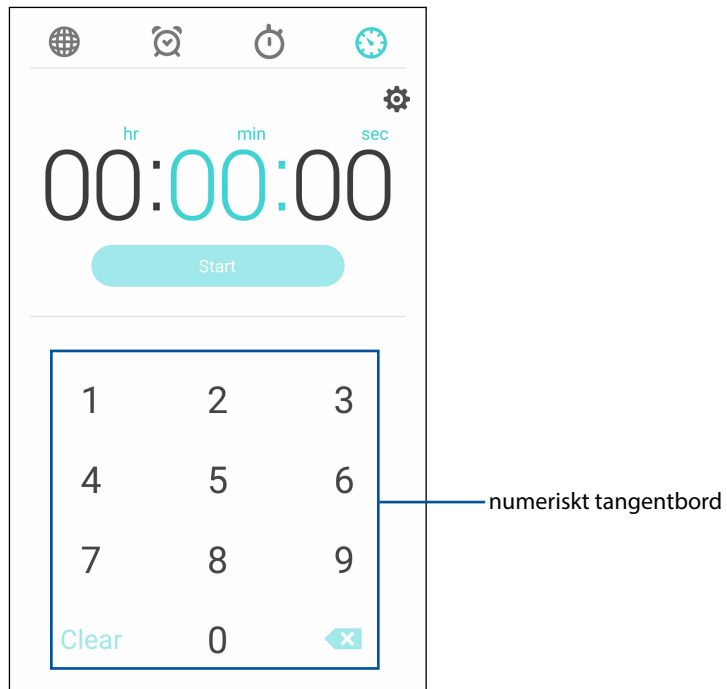 hr min sec
00:00:00
Start
1 2 3
4 5 6
numeriskt tangentbord
7 8 9
Clear 0